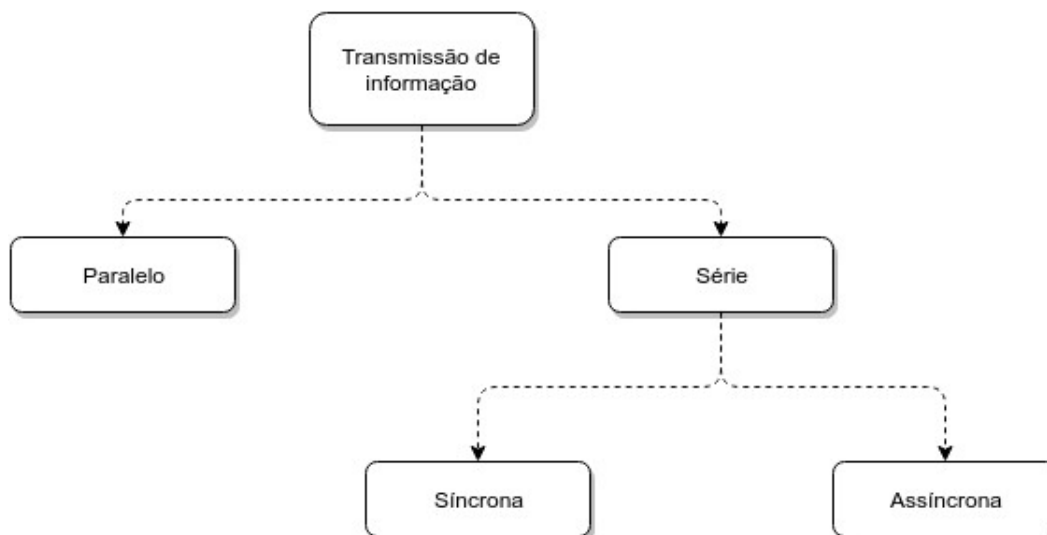 Transmissão de
informação
Paralelo
Série
Síncrona
Assíncrona